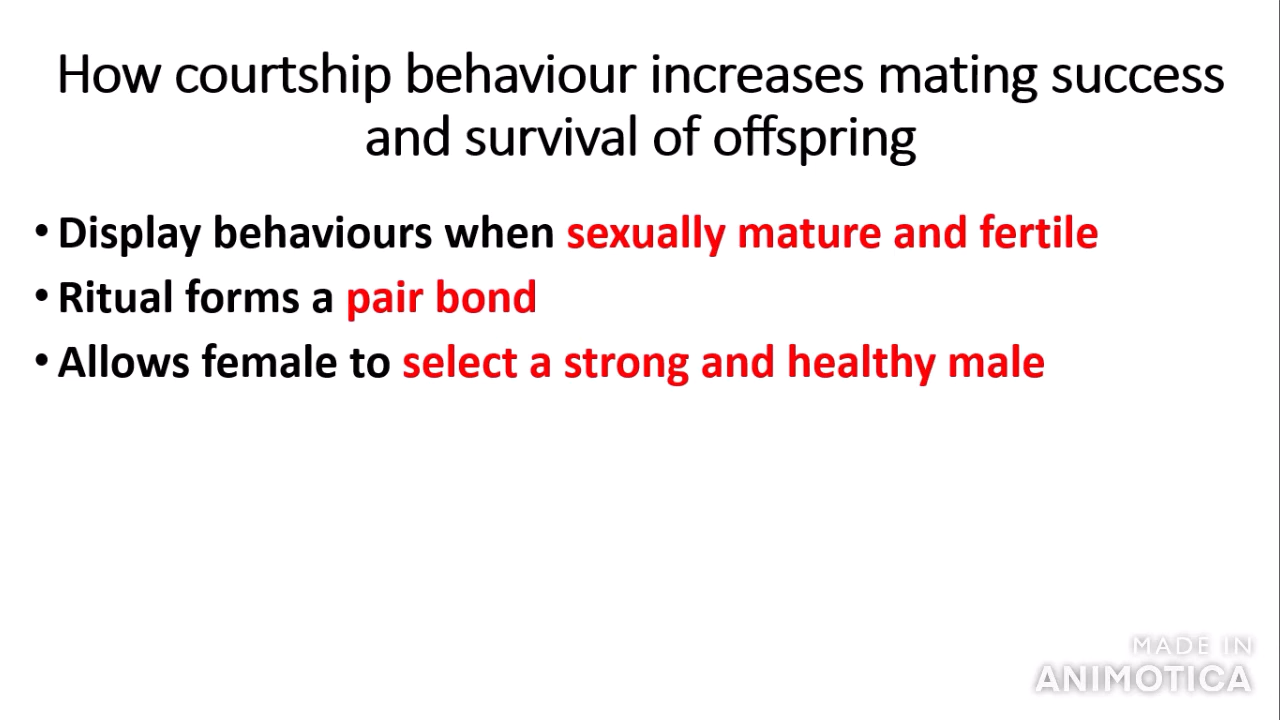 How courtship behaviour increases mating success
and survival of offspring
• Display behaviours when sexually mature and fertile
• Ritual forms a pair bond
• Allows female to select a strong and healthy male
MADE IN
ANIMOTICA